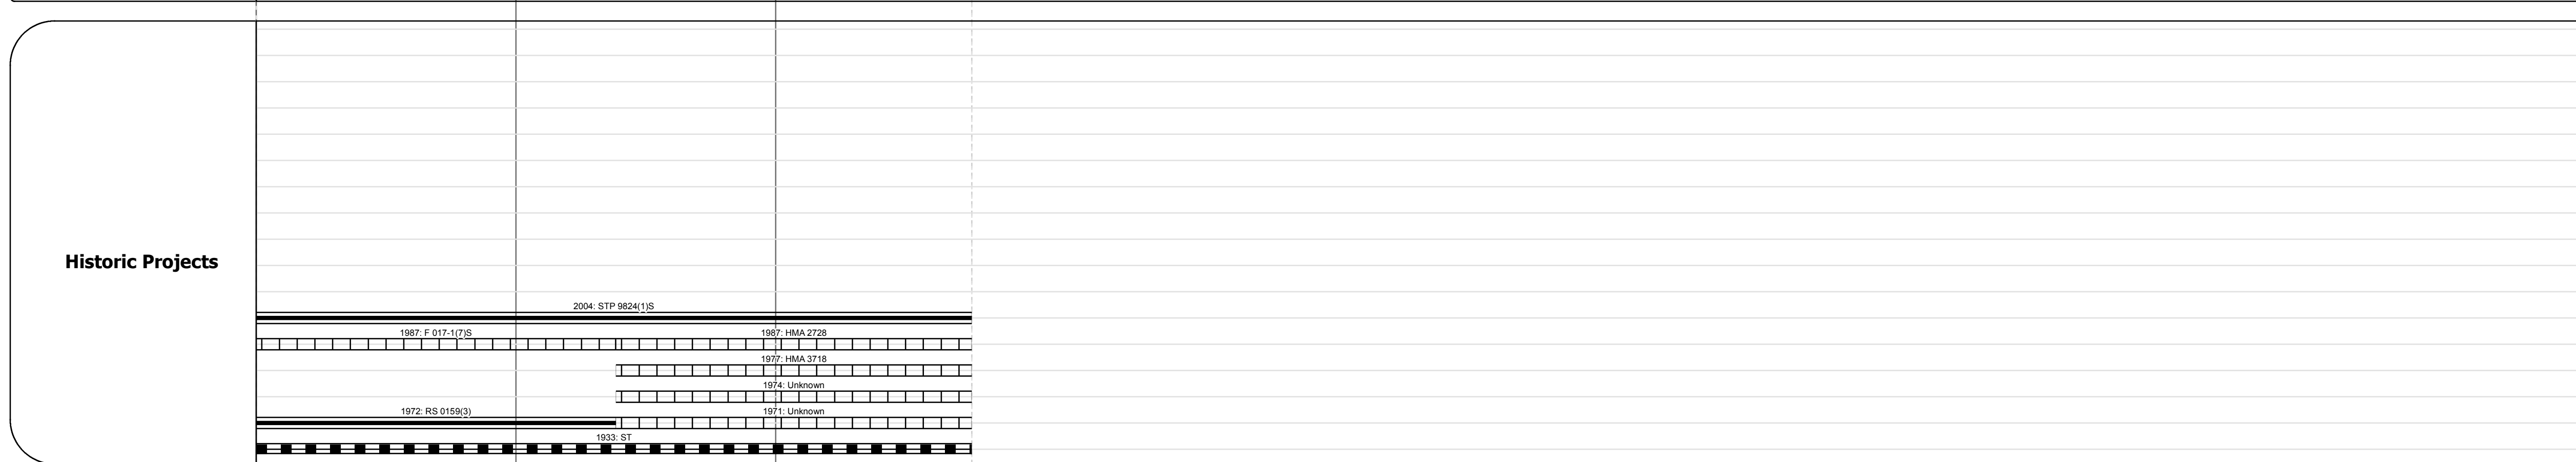 Historic Projects
2004: STP 9824(1)S
1987: F 017-1(7)S
1987: HMA 2728
1977: HMA 3718
1974: Unknown
1972: RS 0159(3)
1971: Unknown
1933: ST